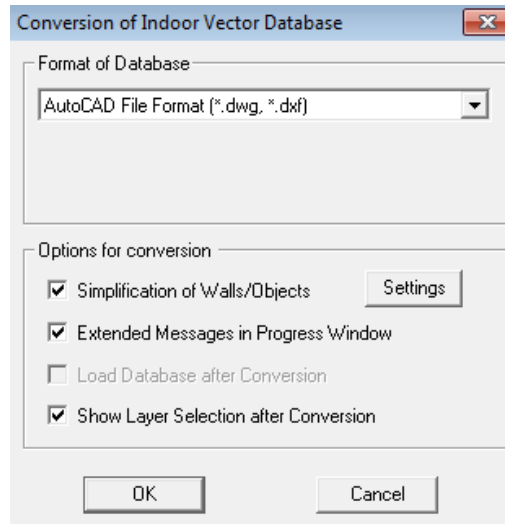 Conversion of Indoor Vector Database
Format of Database
AutoCAD File Format (*.dwg, *.dxf)
Options for conversion
Simplification of Walls/Objects Settings
Extended Messages in Progress Window
Load Database after Conversion
Show Layer Selection after Conversion
OK Cancel